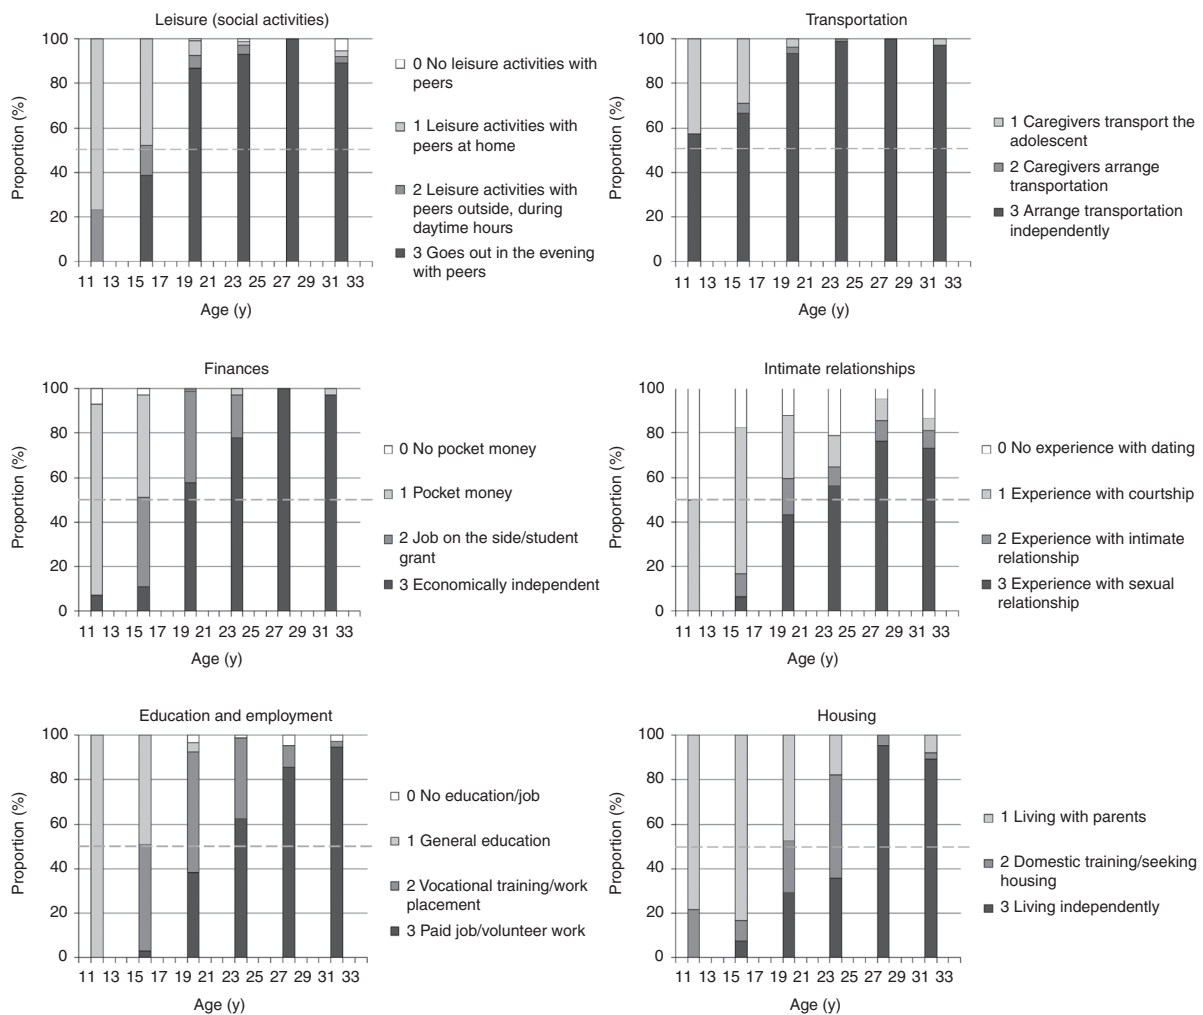 Leisure (social activities)
100
80
60
40
20
0
Proportion (%)
11 13 15 17 19 21 23 25 27 29 31 33
Age (y)
0 No leisure activities with
peers
1 Leisure activities with
peers at home
2 Leisure activities with
peers outside, during
daytime hours
3 Goes out in the evening
with peers
Transportation
100
80
60
40
20
0
Proportion (%)
11 13 15 17 19 21 23 25 27 29 31 33
Age (y)
1 Caregivers transport the
adolescent
2 Caregivers arrange
transportation
3 Arrange transportation
independently
Finances
100
80
60
40
20
0
Proportion (%)
11 13 15 17 19 21 23 25 27 29 31 33
Age (y)
0 No pocket money
1 Pocket money
2 Job on the side/student
grant
3 Economically independent
Intimate relationships
100
80
60
40
20
0
Proportion (%)
11 13 15 17 19 21 23 25 27 29 31 33
Age (y)
0 No experience with dating
1 Experience with courtship
2 Experience with intimate
relationship
3 Experience with sexual
relationship
Education and employment
100
80
60
40
20
0
Proportion (%)
11 13 15 17 19 21 23 25 27 29 31 33
Age (y)
0 No education/job
1 General education
2 Vocational training/work
placement
3 Paid job/volunteer work
Housing
100
80
60
40
20
0
Proportion (%)
11 13 15 17 19 21 23 25 27 29 31 33
Age (y)
1 Living with parents
2 Domestic training/seeking
housing
3 Living independently